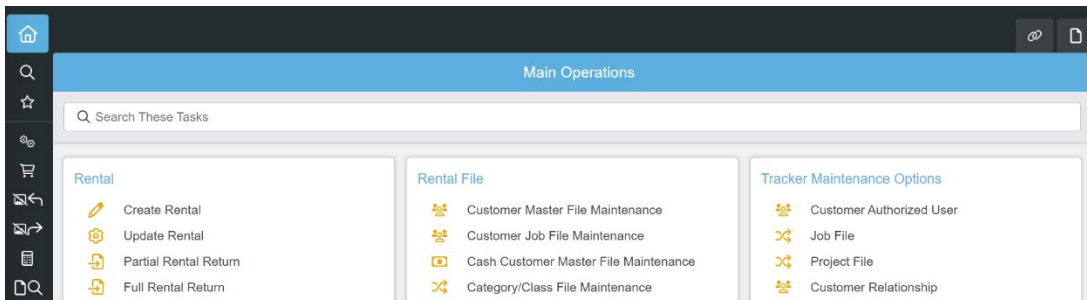 Main Operations
Search These Tasks
Rental
Create Rental
Update Rental
Partial Rental Return
Full Rental Return
Rental File
Customer Master File Maintenance
Customer Job File Maintenance
Cash Customer Master File Maintenance
Category/Class File Maintenance
Tracker Maintenance Options
Customer Authorized User
Job File
Project File
Customer Relationship